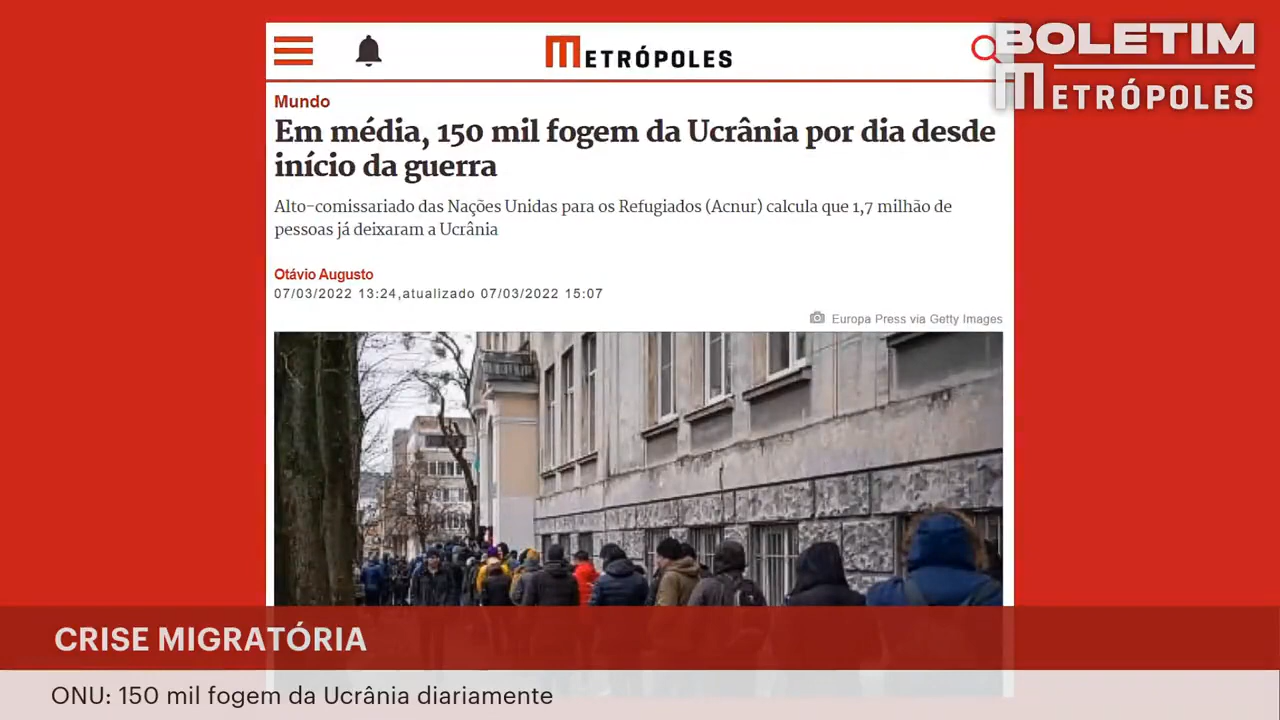 METRÓPOLES
BOLETIM
METRÓPOLES
Mundo
Em média, 150 mil fogem da Ucrânia por dia desde
início da guerra
Alto-comissariado das Nações Unidas para os Refugiados (Acnur) calcula que 1,7 milhão de
pessoas já deixaram a Ucrânia
Otávio Augusto
07/03/2022 13:24,atualizado 07/03/2022 15:07
Europa Press via Getty Images
CRISE MIGRATÓRIA
ONU: 150 mil fogem da Ucrânia diariamente